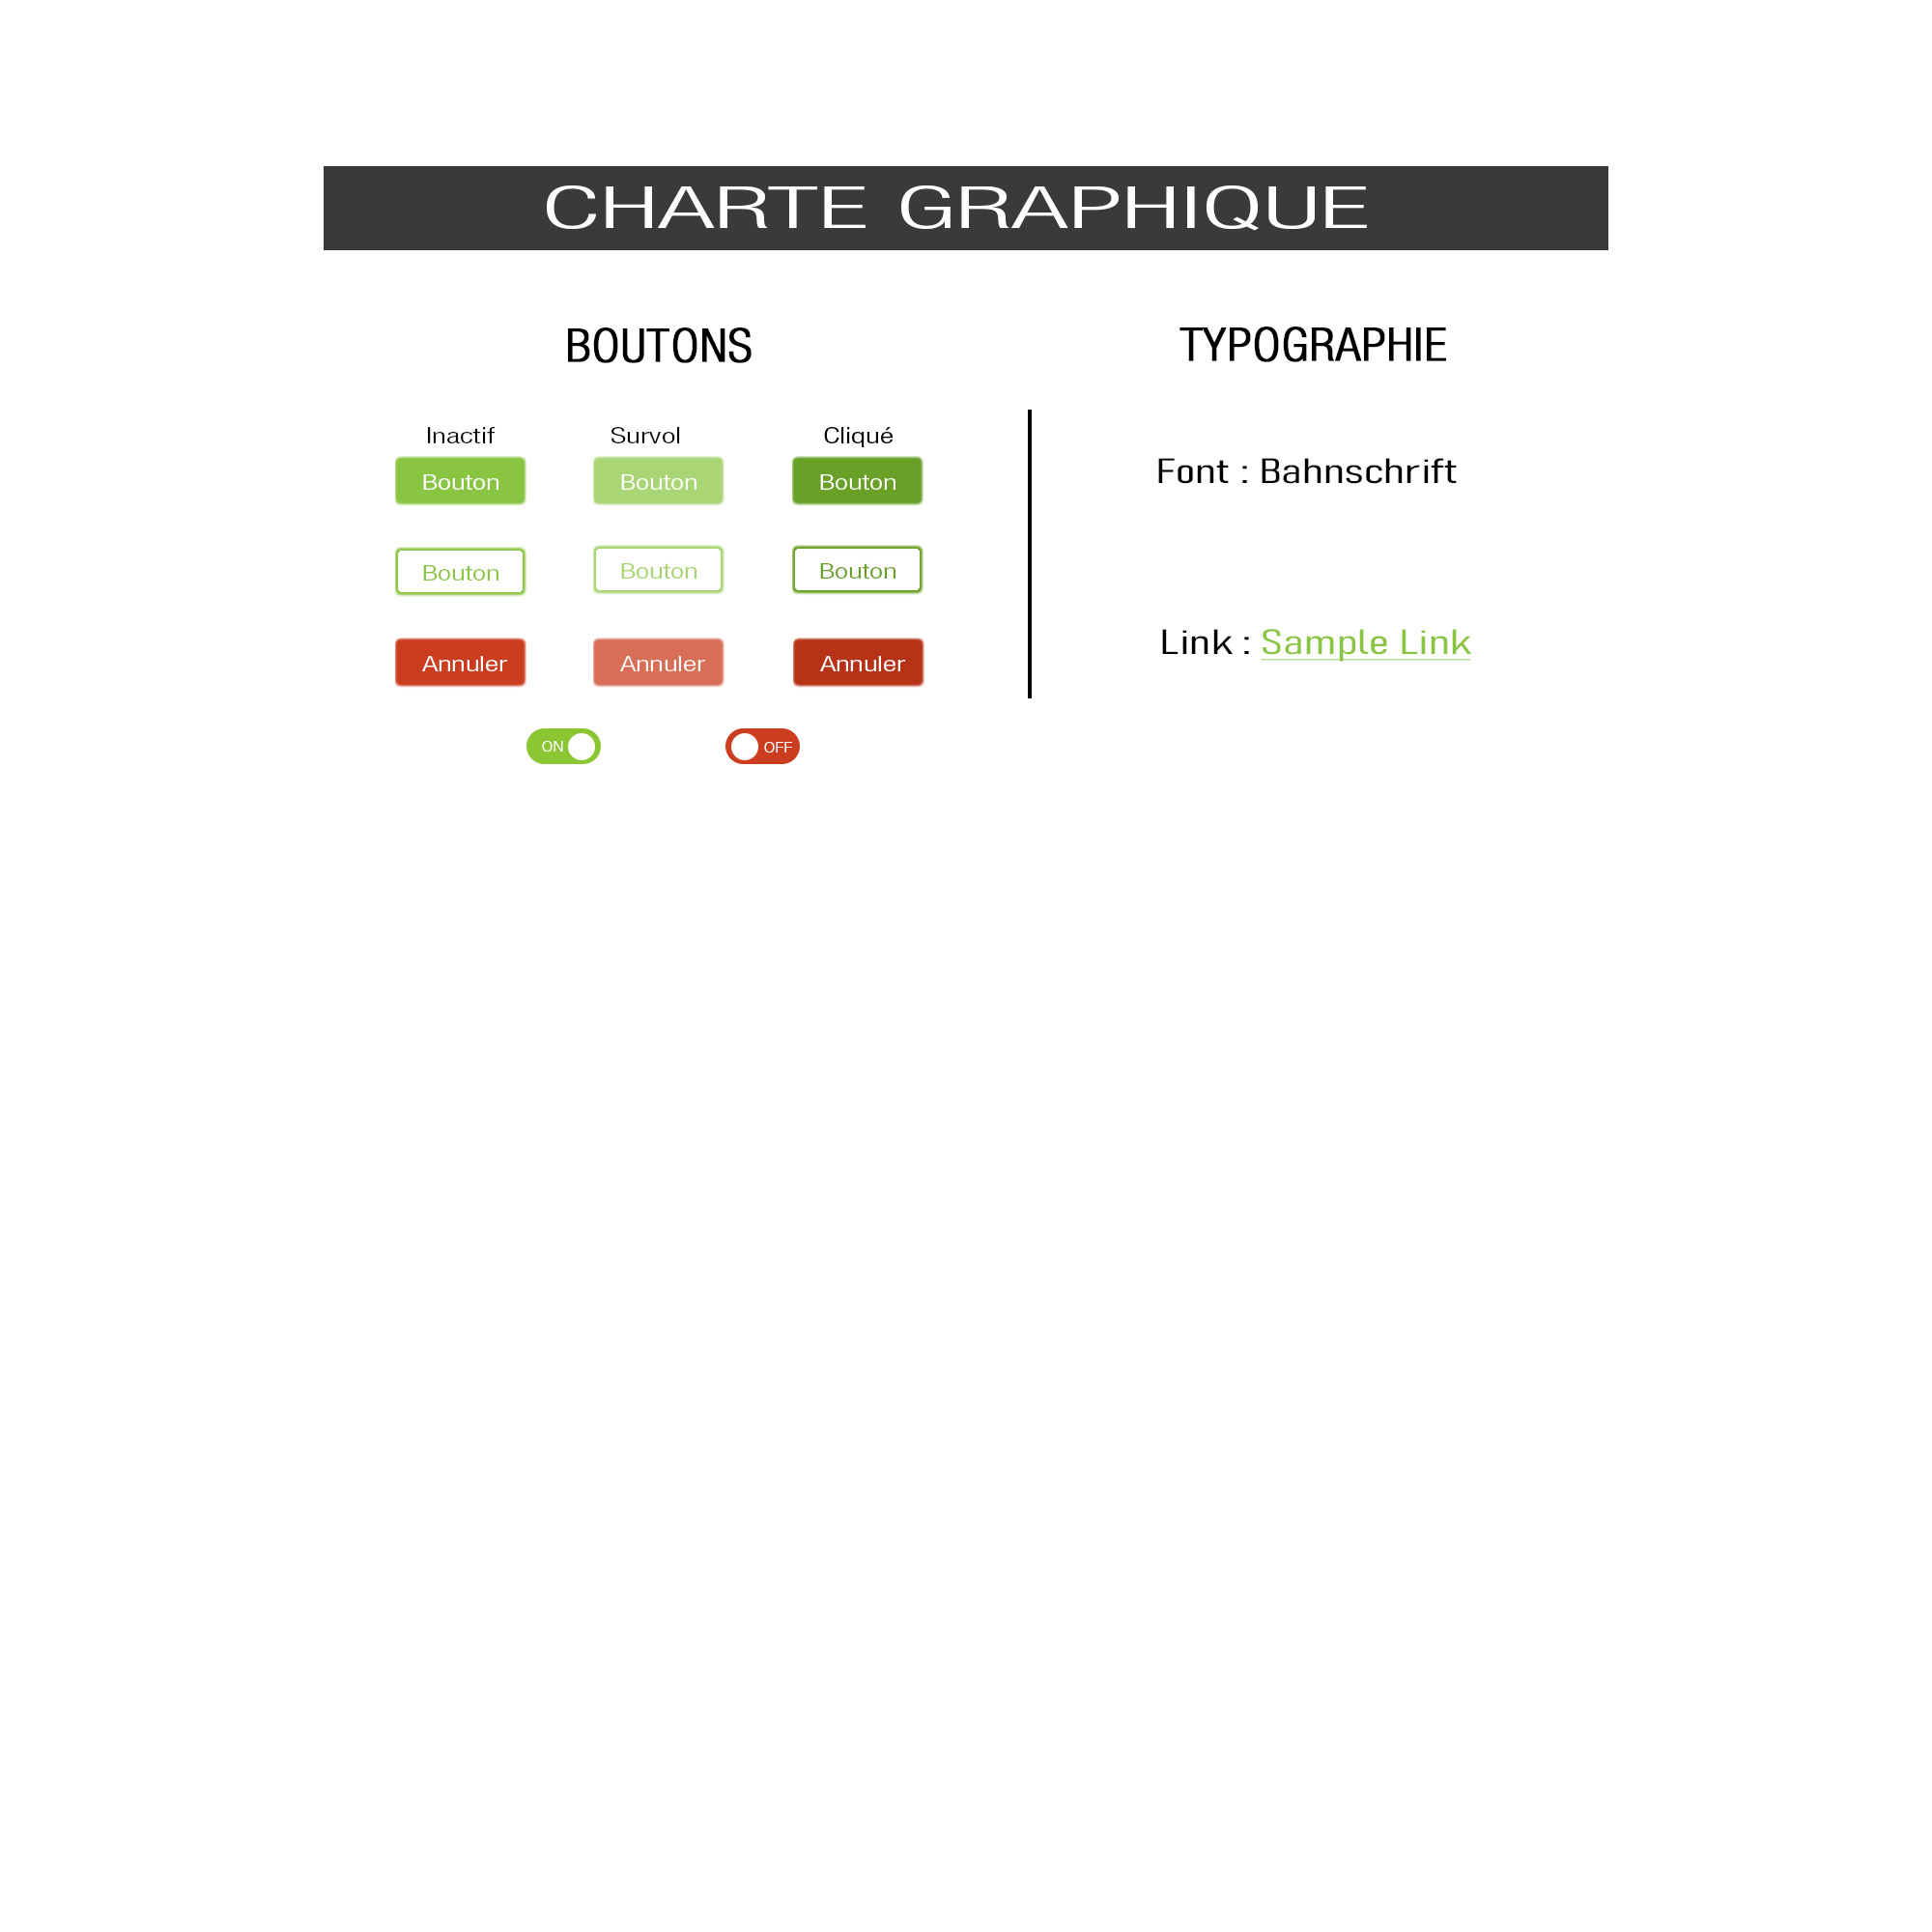 CHARTE GRAPHIQUE
BOUTONS
Inactif Survol Cliqué
Bouton Bouton Bouton
Bouton Bouton Bouton
Annuler Annuler Annuler
ON OFF
TYPOGRAPHIE
Font : Bahnschrift
Link : Sample Link